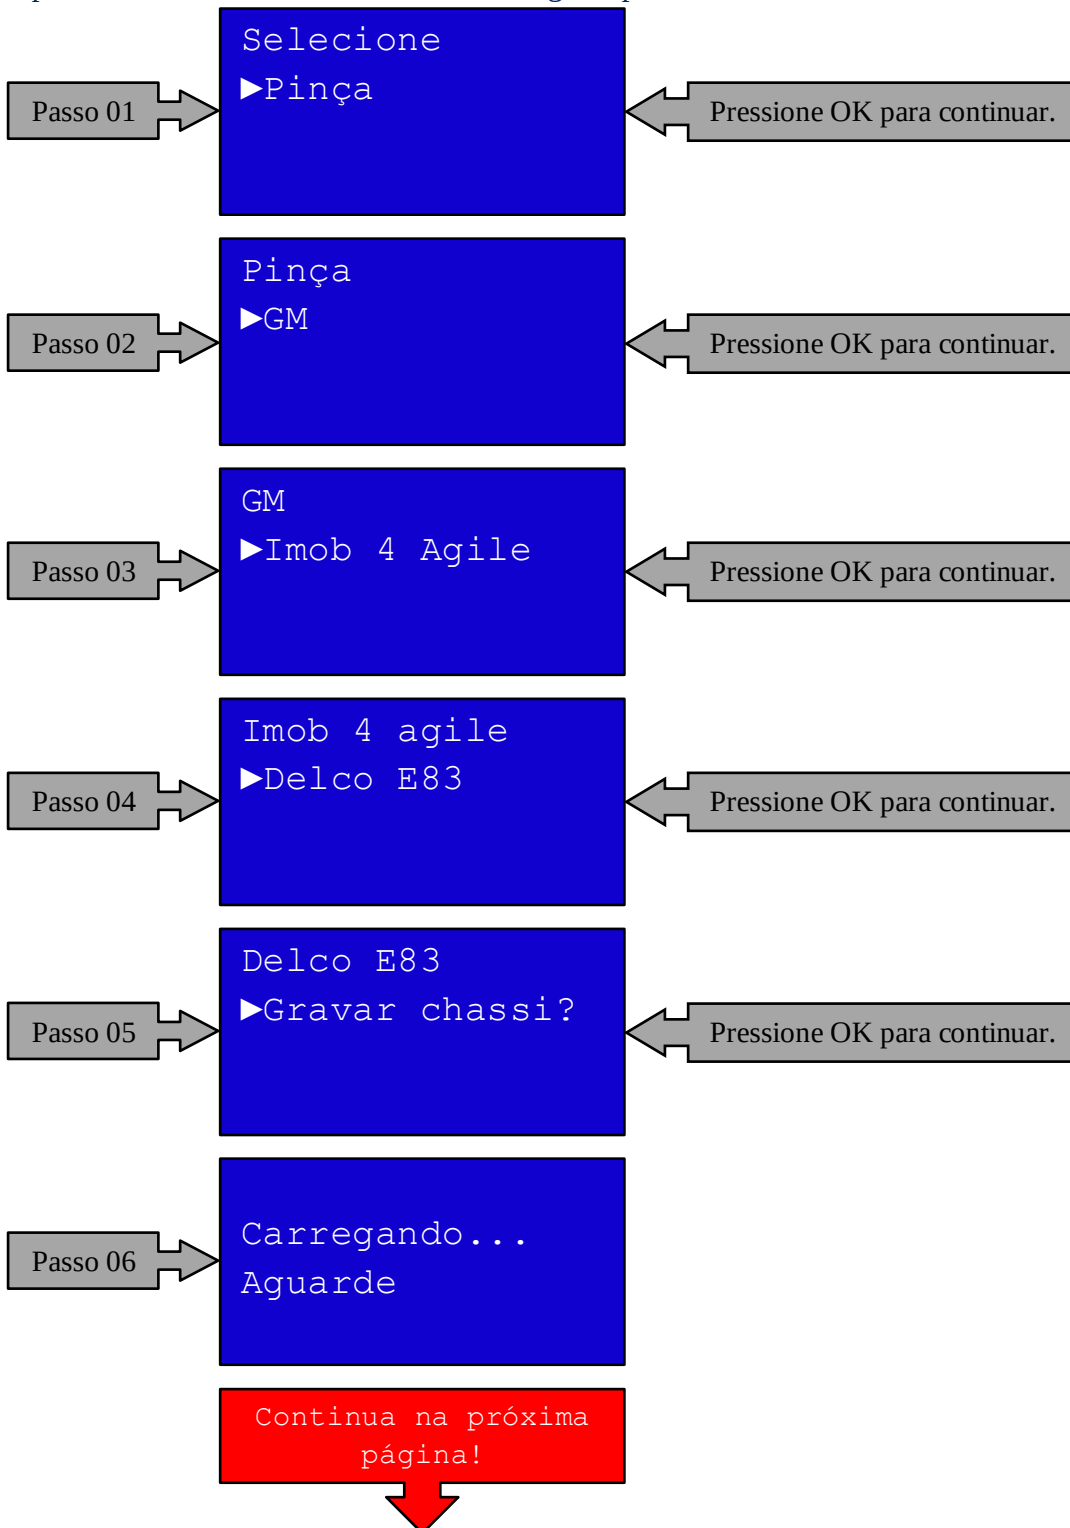 Selecione
►Pinça
Passo 01
Pressione OK para continuar.
Pinça
►GM
Passo 02
Pressione OK para continuar.
GM
►Imob 4 Agile
Passo 03
Pressione OK para continuar.
Imob 4 agile
►Delco E83
Passo 04
Pressione OK para continuar.
Delco E83
►Gravar chassi?
Passo 05
Pressione OK para continuar.
Carregando...
Passo 06
Aguarde
Continua na próxima
página!